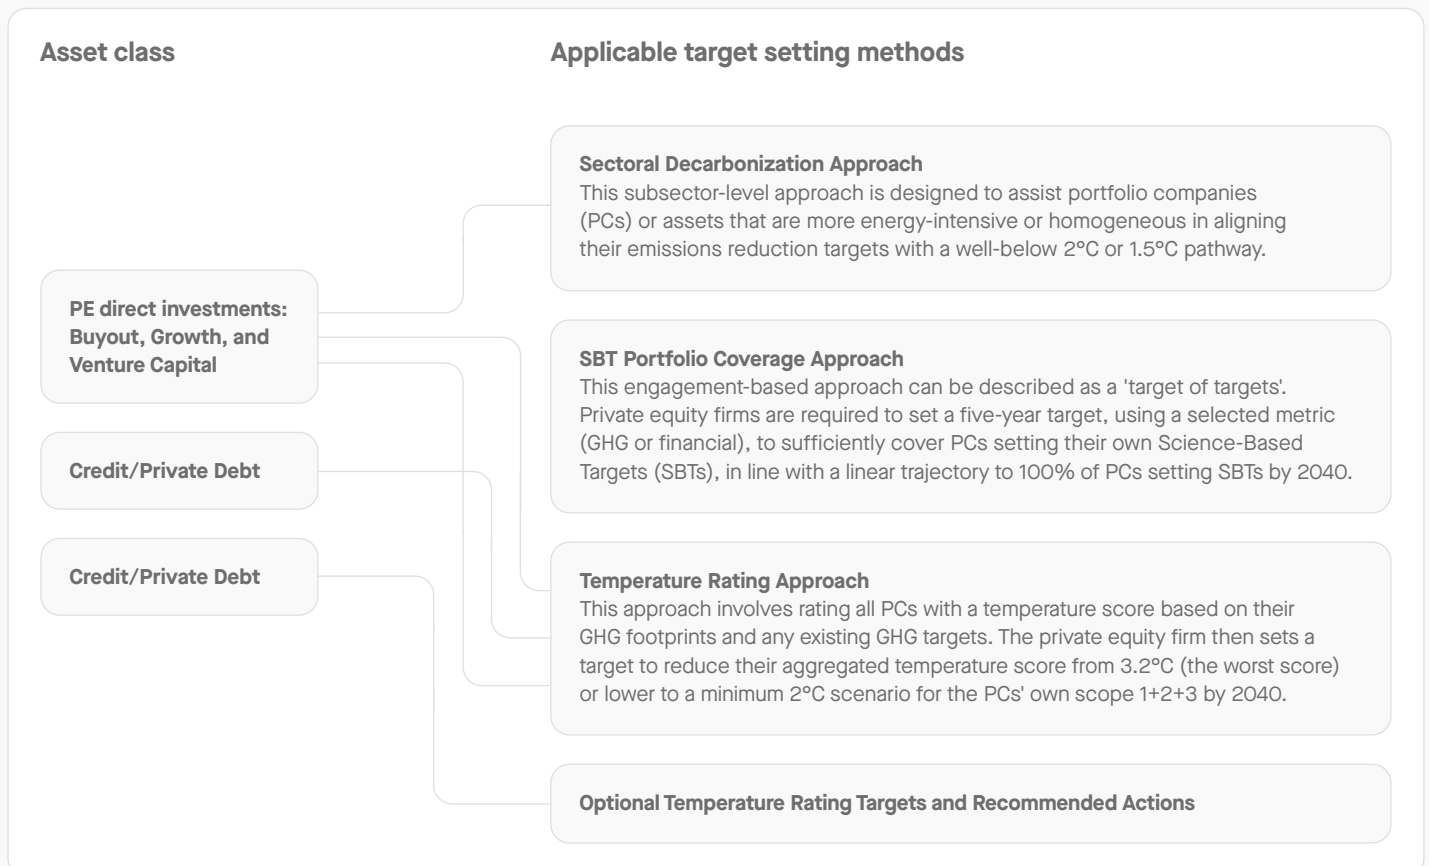 Asset class
Applicable target setting methods
Sectoral Decarbonization Approach
This subsector-level approach is designed to assist portfolio companies
(PCs) or assets that are more energy-intensive or homogeneous in aligning
their emissions reduction targets with a well-below 2°C or 1.5°C pathway.
PE direct investments:
Buyout, Growth, and
Venture Capital
SBT Portfolio Coverage Approach
This engagement-based approach can be described as a 'target of targets'.
Private equity firms are required to set a five-year target, using a selected metric
(GHG or financial), to sufficiently cover PCs setting their own Science-Based
Targets (SBTs), in line with a linear trajectory to 100% of PCs setting SBTs by 2040.
Credit/Private Debt
Credit/Private Debt
Temperature Rating Approach
This approach involves rating all PCs with a temperature score based on their
GHG footprints and any existing GHG targets. The private equity firm then sets a
target to reduce their aggregated temperature score from 3.2°C (the worst score)
or lower to a minimum 2°C scenario for the PCs' own scope 1+2+3 by 2040.
Optional Temperature Rating Targets and Recommended Actions